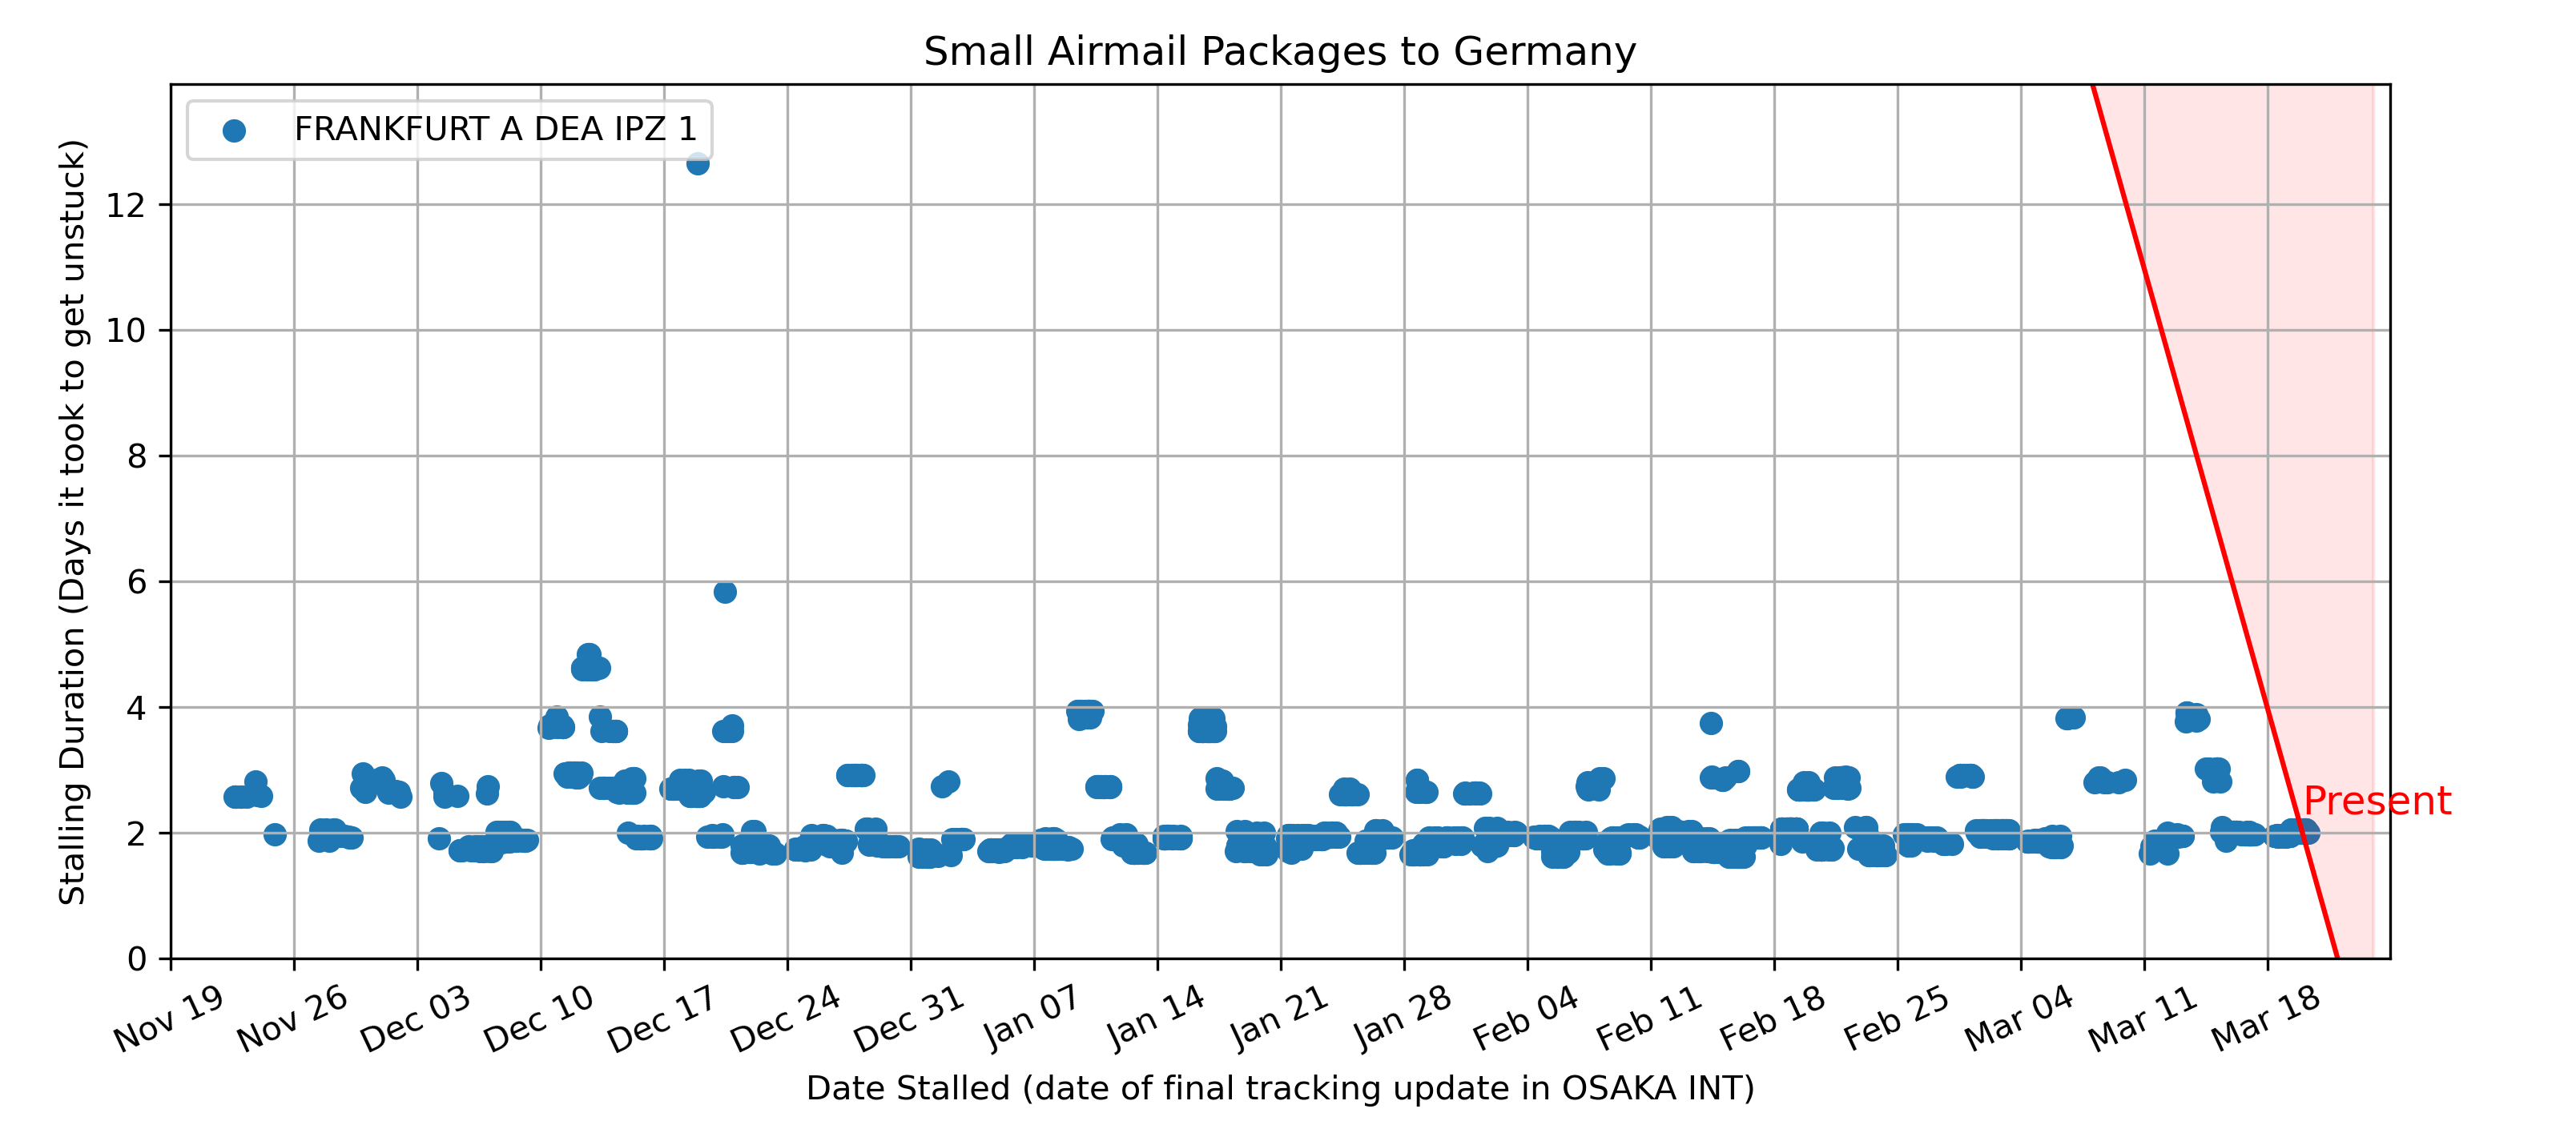 Small Airmail Packages to Germany
FRANKFURT A DEA IPZ 1
Stalling Duration (Days it took to get unstuck)
12
10
8
6
4
2
0
Present
Nov 19
Nov 26
Dec 03
Dec 10
Dec 17
Dec 24
Dec 31
Jan 07
Jan 14
Jan 21
Jan 28
Feb 04
Feb 11
Feb 18
Feb 25
Mar 04
Mar 11
Mar 18
Date Stalled (date of final tracking update in OSAKA INT)